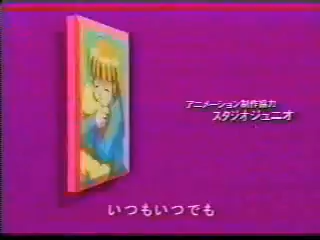 アニメーション制作協力
スタジオジュニオ
いつもいつでも